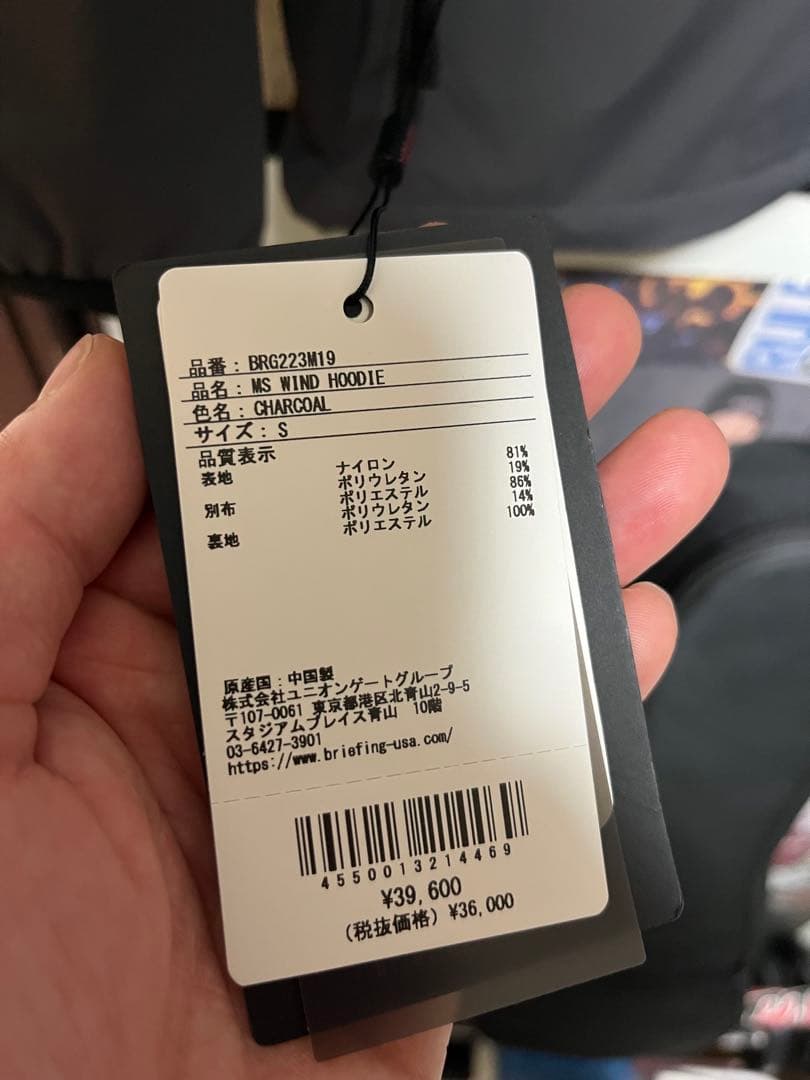 品番：BRG223M19
品名：MS WIND HOODIE
色名：CHARCOAL
サイズ：S
品質表示
表地 ナイロン 81%
ポリウレタン 19%
別布 ポリエステル 86%
ポリウレタン 14%
裏地 ポリエステル 100%
原産国：中国製
株式会社ユニオンゲートグループ
〒107-0061 東京都港区北青山2-9-5
スタジアムプレイス青山 10階
03-6427-3901
https://www.briefing-usa.com/
4550013214469
¥39,600
(税抜価格) ¥36,000